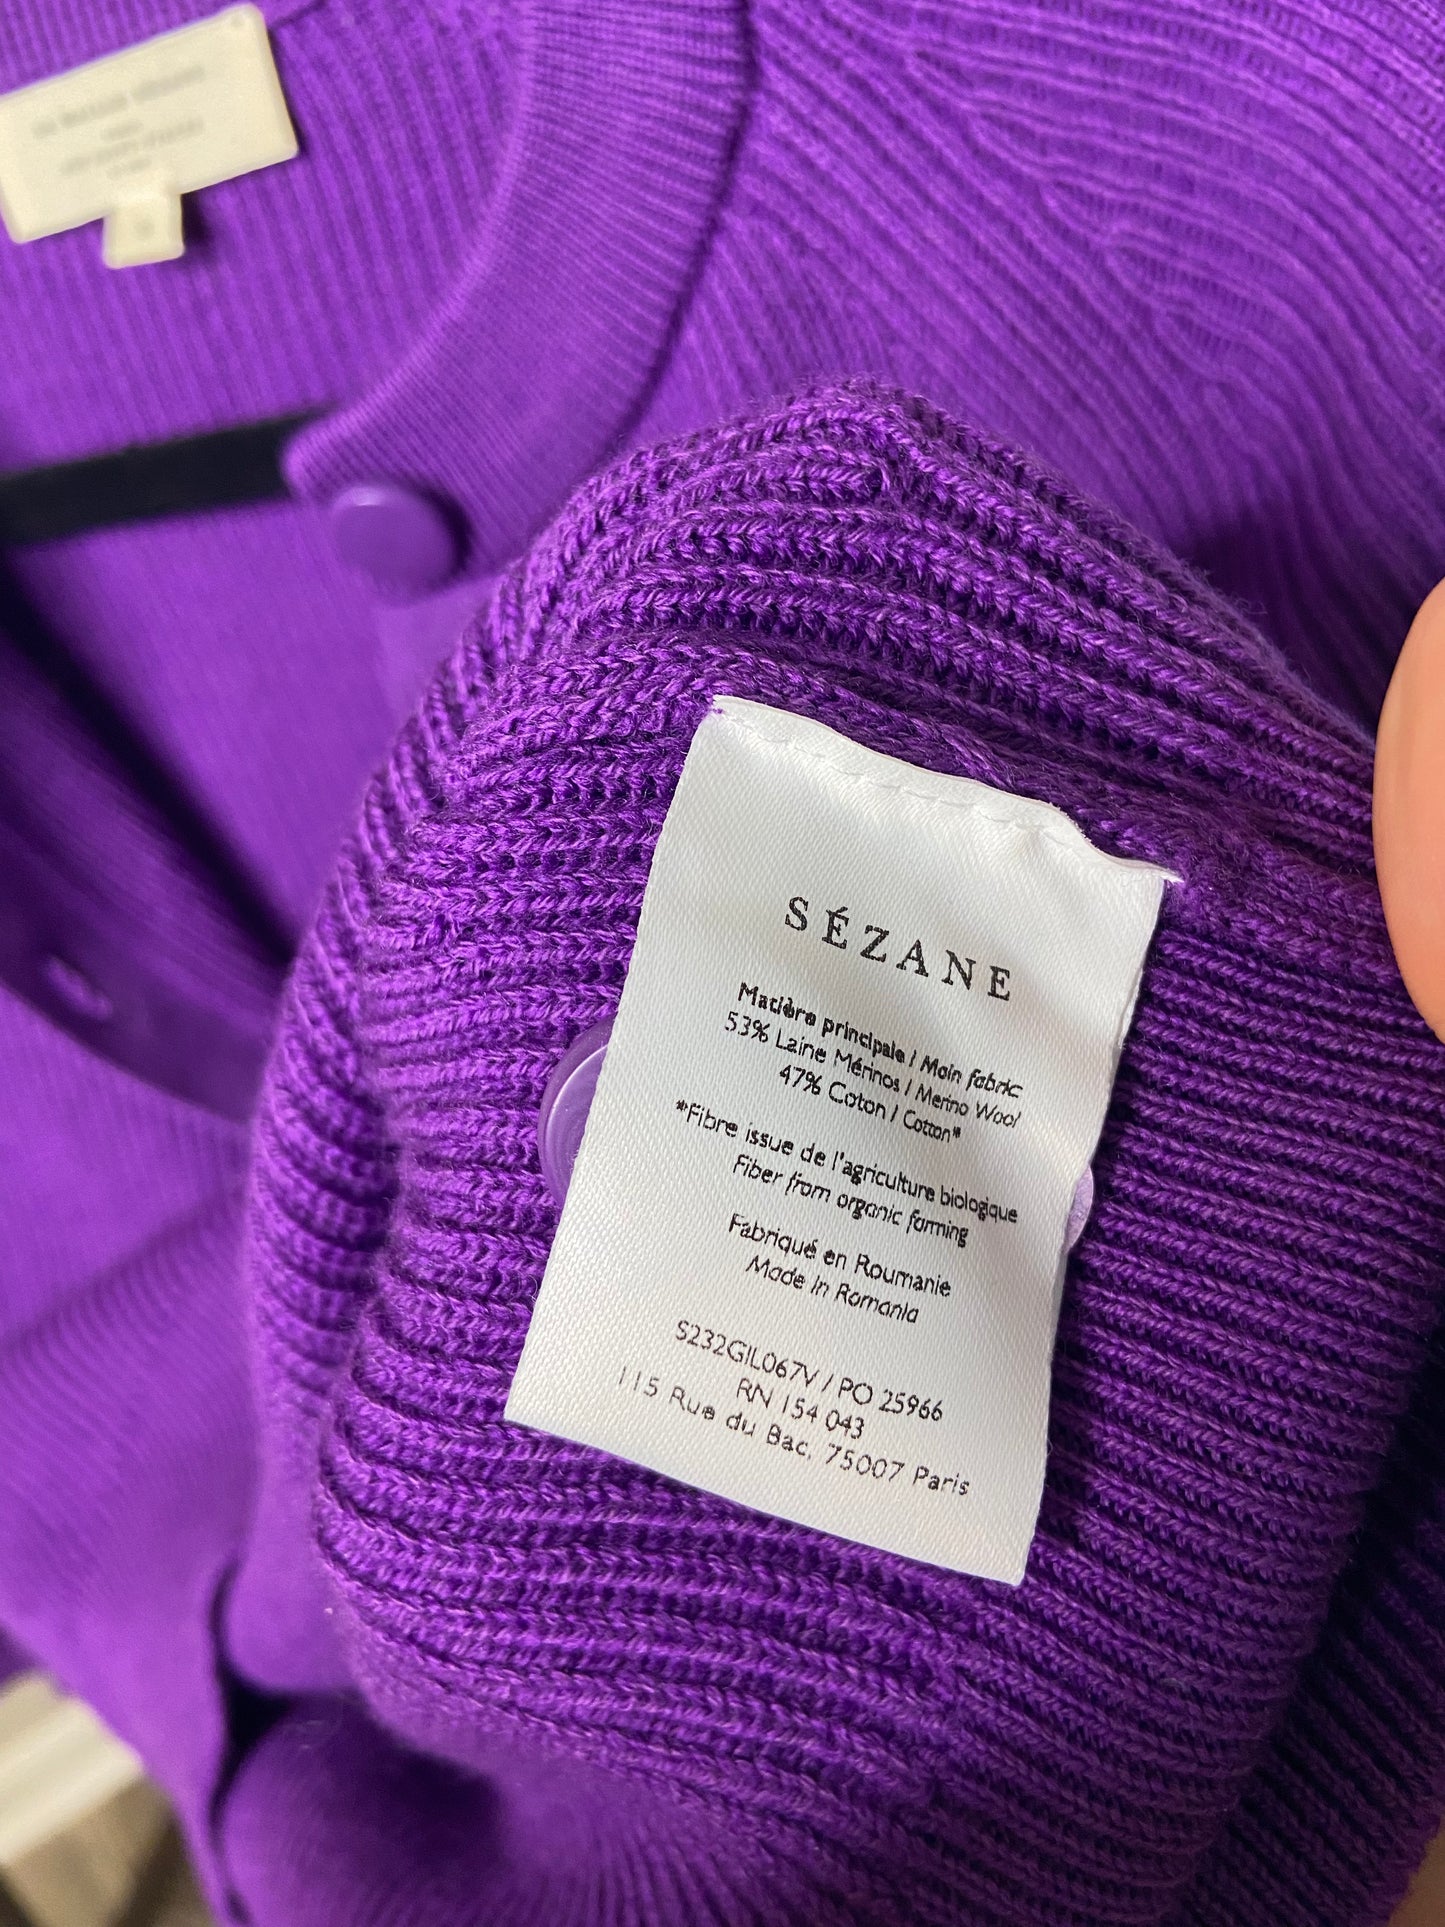 SÉZANE
Matière principale / Main fabric
53% Laine Mérinos / Merino Wool
47% Coton / Cotton*
*Fibre issue de l'agriculture biologique
Fiber from organic farming
Fabriqué en Roumanie
Made in Romania
S232GIL067V / PO 25966
RN 154 043
115 Rue du Bac, 75007 Paris